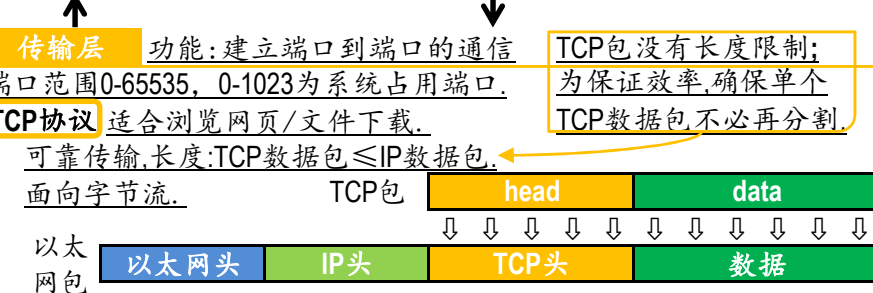 传输层 功能:建立端口到端口的通信
端口范围0-65535，0-1023为系统占用端口.
TCP协议 适合浏览网页/文件下载.
可靠传输,长度:TCP数据包≤IP数据包.
面向字节流.
TCP包没有长度限制;
为保证效率,确保单个
TCP数据包不必再分割.
TCP包 head data
以太
网包
以太网头 IP头 TCP头 数据